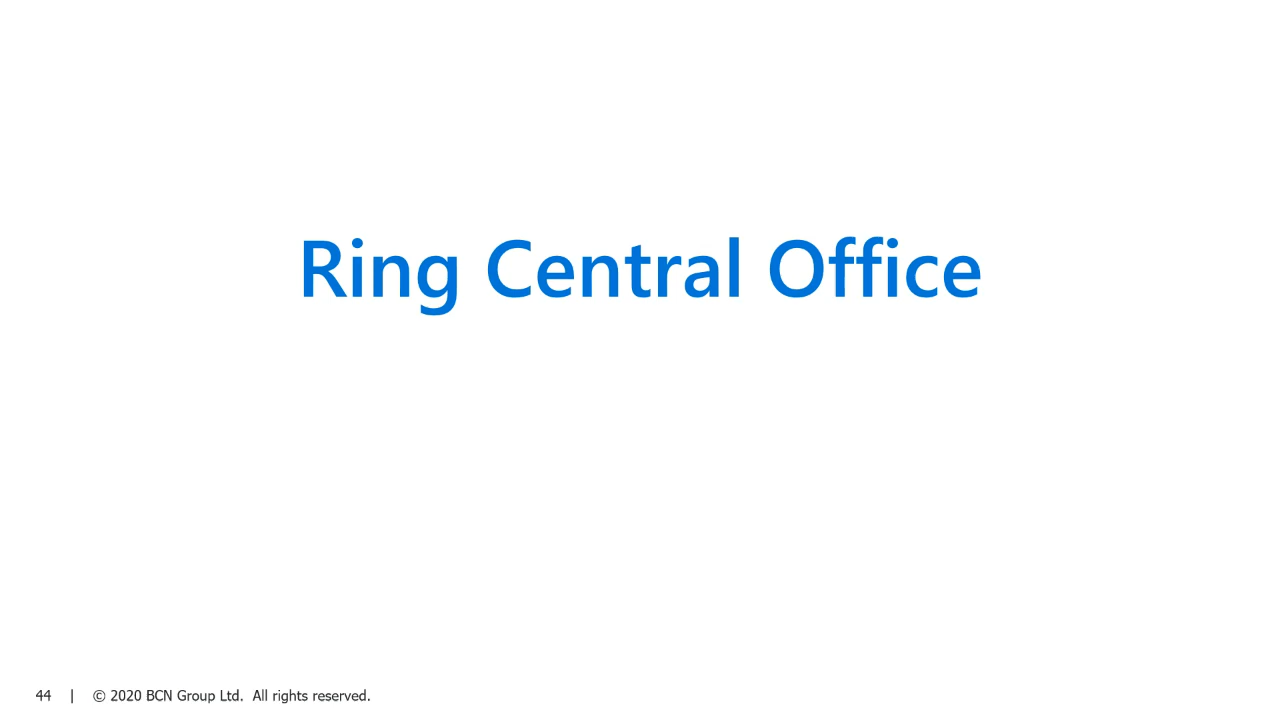 Ring Central Office
44 | © 2020 BCN Group Ltd. All rights reserved.